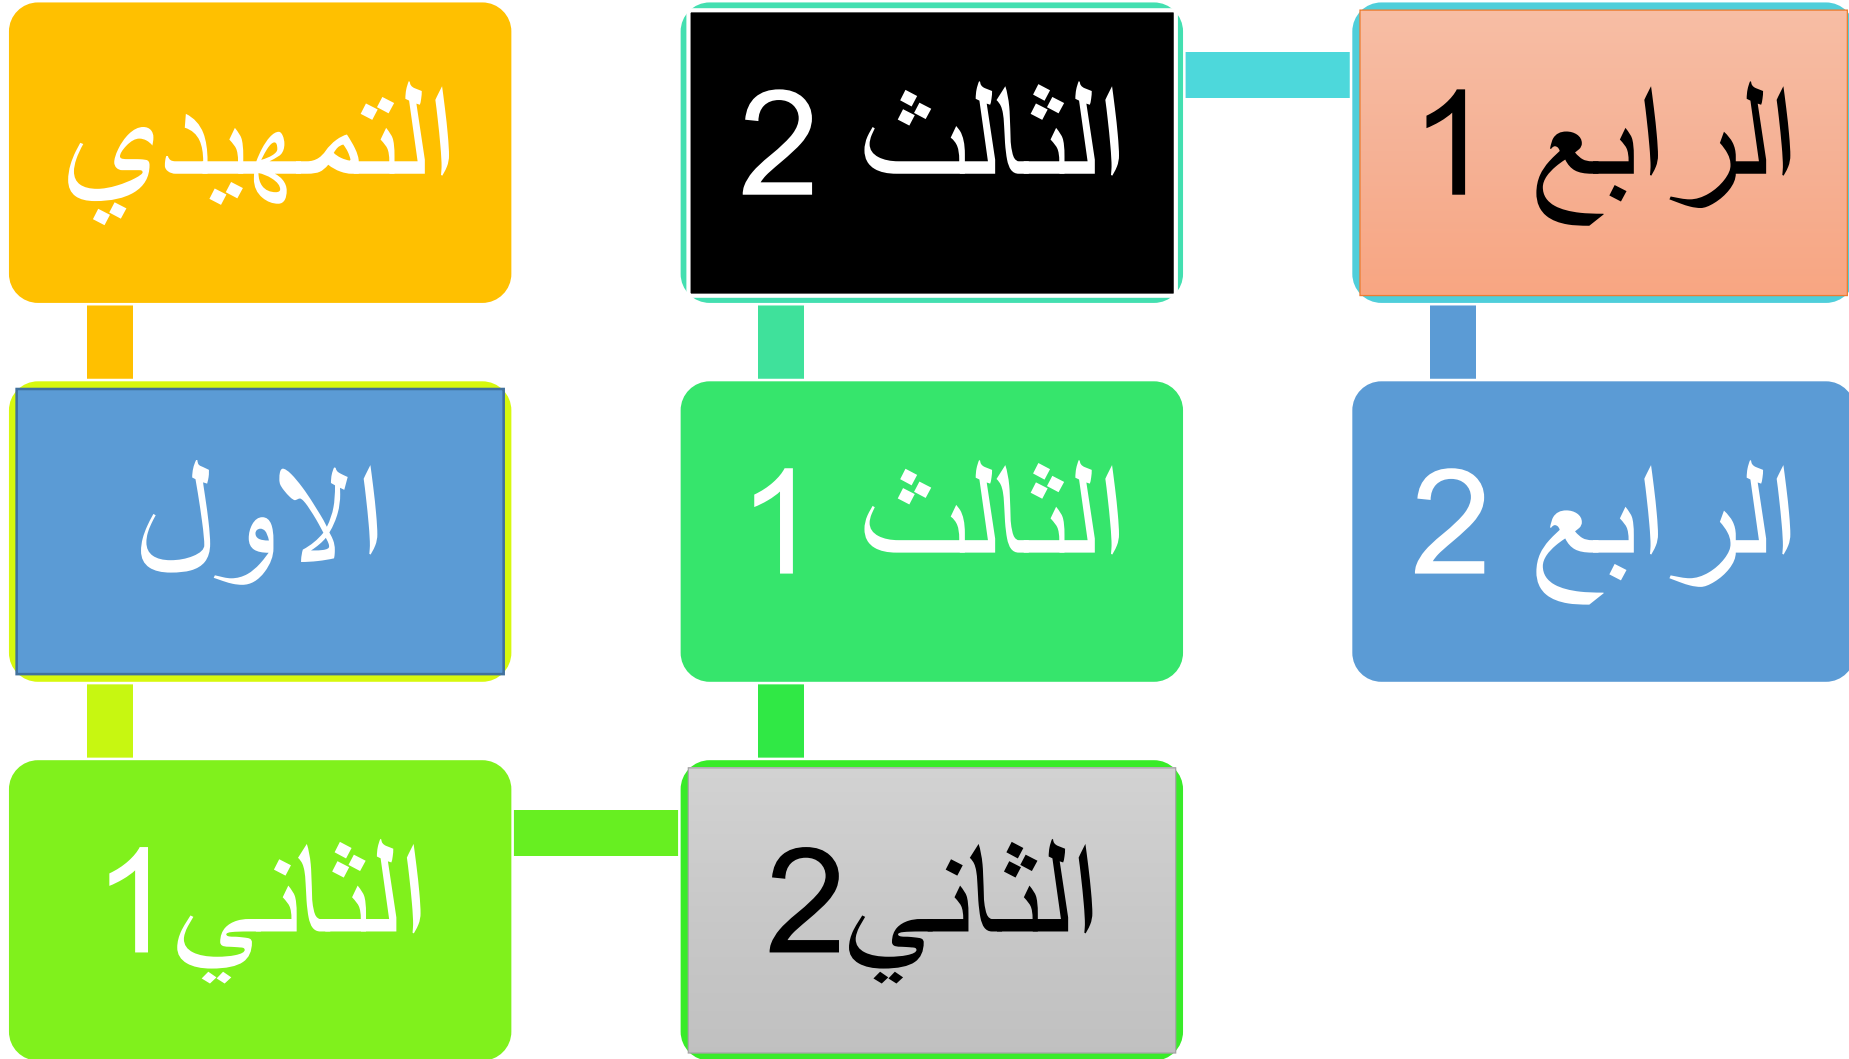 التمهيدي
الاول
الثاني1
الثاني2
الثالث 1
الثالث 2
الرابع 1
الرابع 2